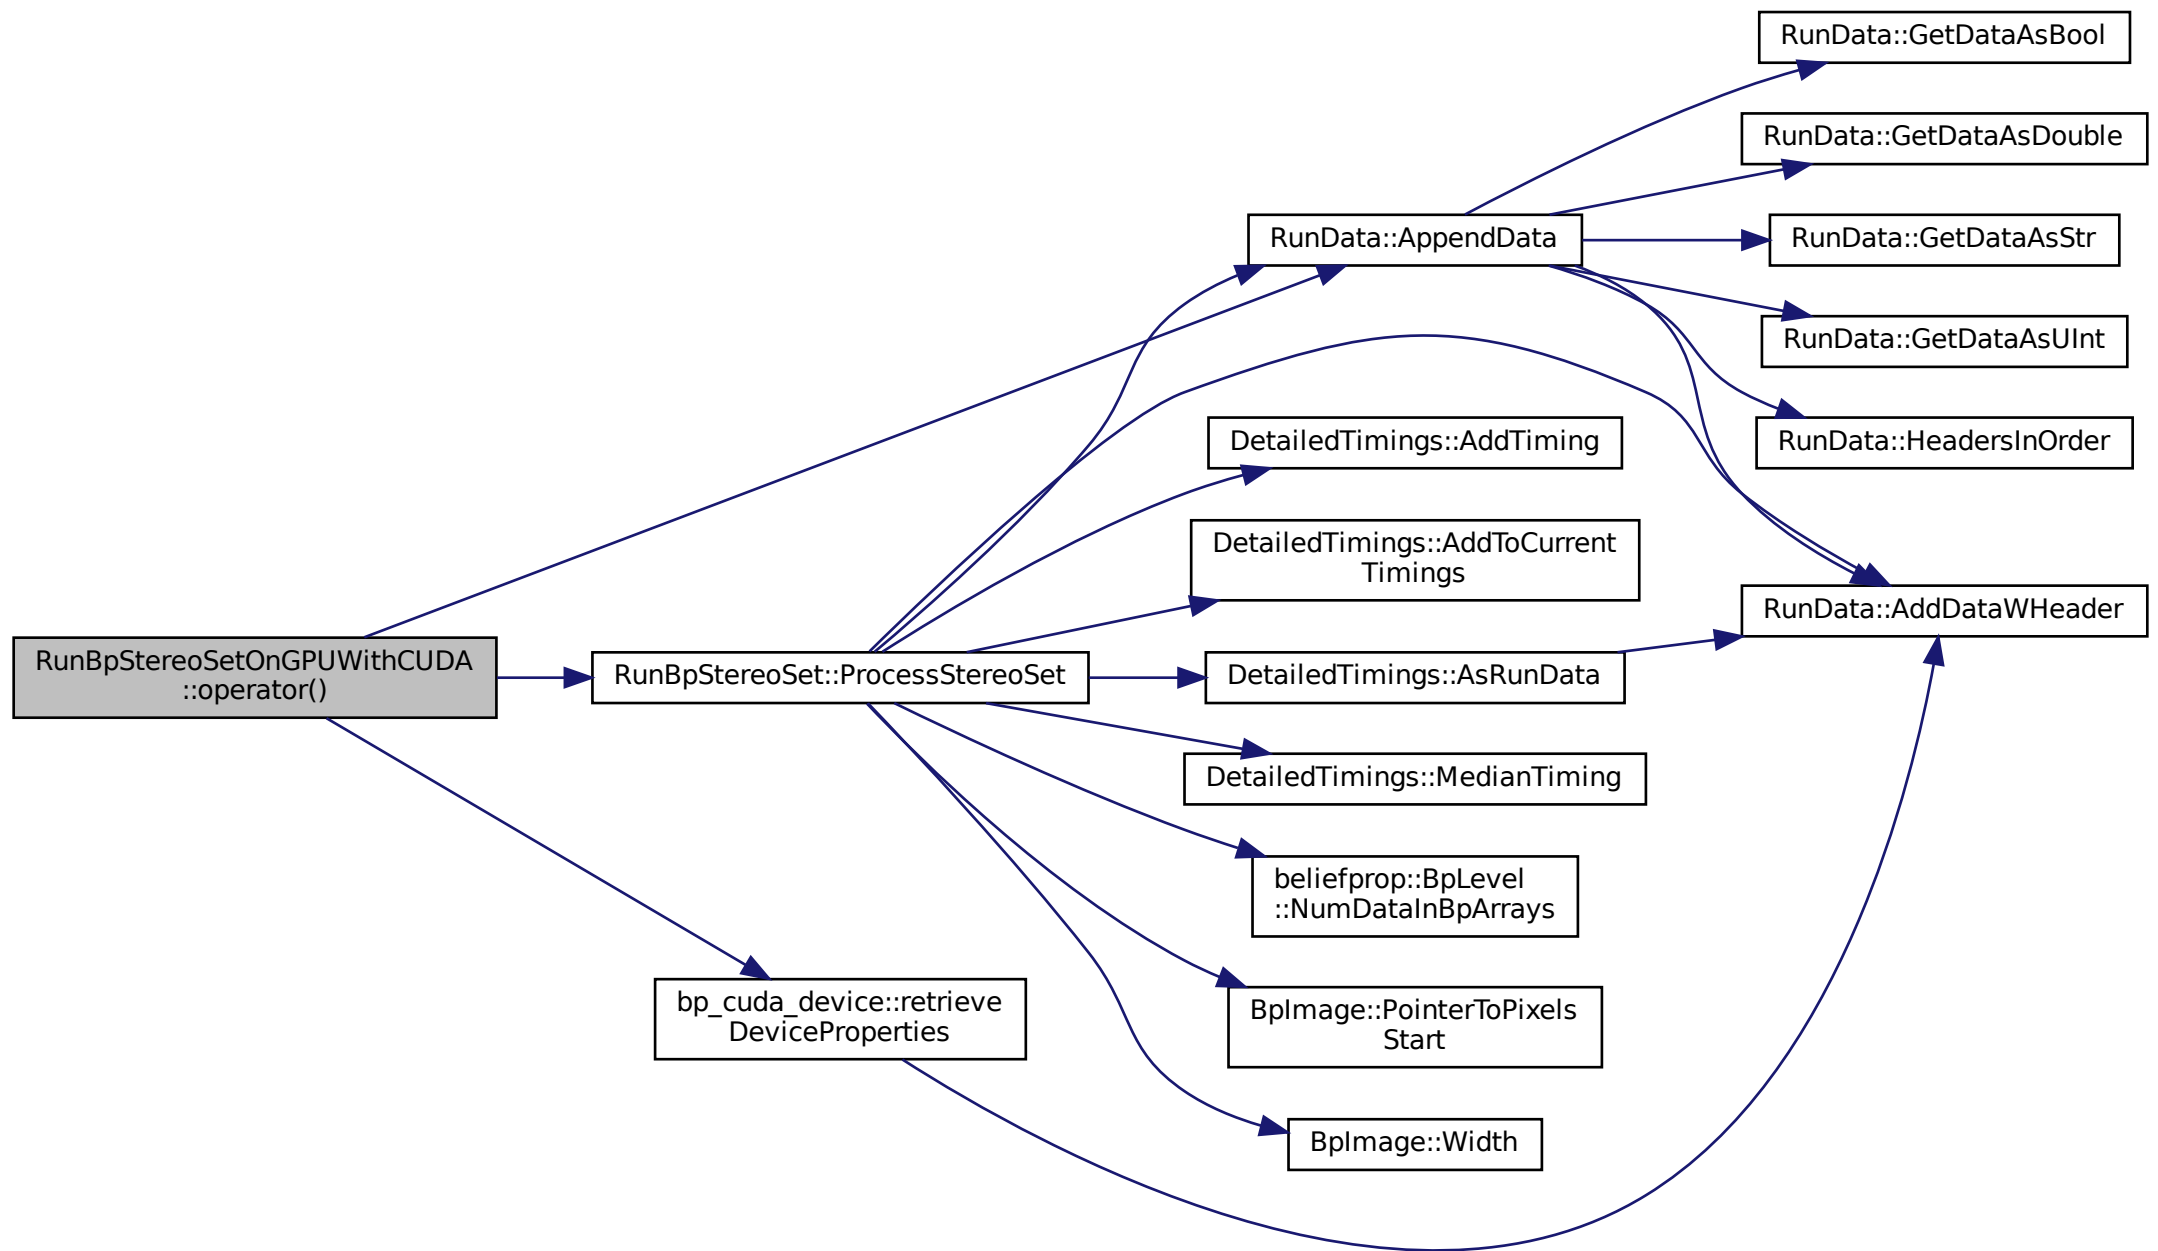 RunBpStereoSetOnGPUWithCUDA
::operator()
RunBpStereoSet::ProcessStereoSet
bp_cuda_device::retrieve
DeviceProperties
RunData::AppendData
DetailedTimings::AddTiming
DetailedTimings::AddToCurrent
Timings
DetailedTimings::AsRunData
DetailedTimings::MedianTiming
beliefprop::BpLevel
::NumDataInBpArrays
BpImage::PointerToPixels
Start
BpImage::Width
RunData::GetDataAsBool
RunData::GetDataAsDouble
RunData::GetDataAsStr
RunData::GetDataAsUInt
RunData::HeadersInOrder
RunData::AddDataWHeader